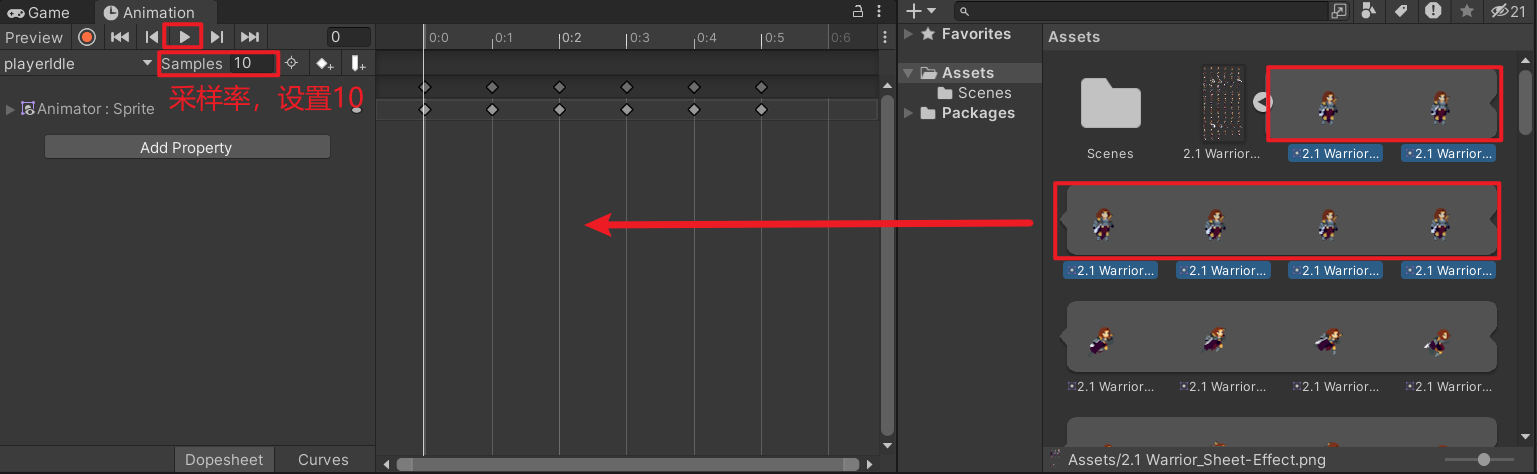 Game
Animation
21
Preview
0
0:0
0:1
0:2
0:3
0:4
0:5
0:6
Favorites
Assets
playerIdle
Samples 10
采样率，设置10
Assets
Scenes
Packages
Animator : Sprite
Add Property
Scenes
2.1 Warrior...
2.1 Warrior...
2.1 Warrior...
2.1 Warrior...
2.1 Warrior...
2.1 Warrior...
2.1 Warrior...
2.1 Warrior...
2.1 Warrior...
2.1 Warrior...
2.1 Warrior...
Dopesheet
Curves
Assets/2.1 Warrior_Sheet-Effect.png